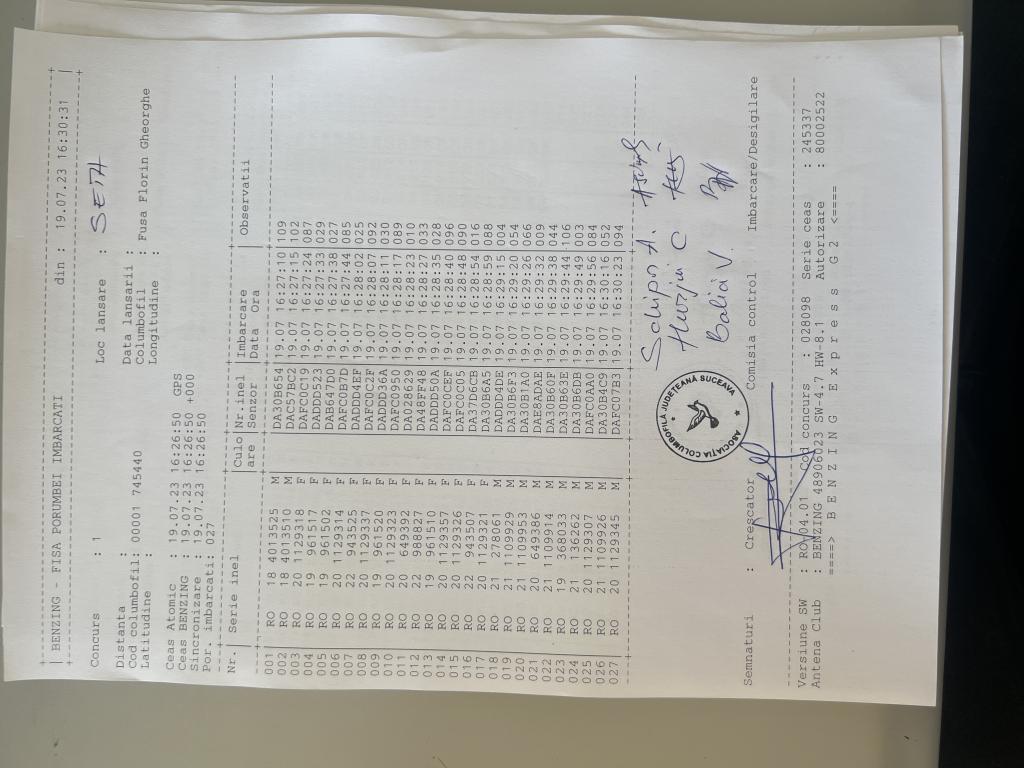 BENZING - FISA PORUMBEI IMBARCATI din : 19.07.23 16:30:31
Concurs : 1 Loc lansare : SEITA
Distanta : Data lansarii :
Cod columbofil: 00001 745440 Columbofil : Fusa Florin Gheorghe
Latitudine : Longitudine :
Ceas Atomic : 19.07.23 16:26:50 GPS
Ceas BENZING : 19.07.23 16:26:50 +000
Sincronizare : 19.07.23 16:26:50
Por. imbarcati: 027
Nr. | Serie inel |Culo|Nr.inel |Imbarcare | Observatii
|are |Senzor |Data Ora
001 RO 18 4013525 M DA30B654 19.07 16:27:10 109
002 RO 18 4013510 M DAC57BC2 19.07 16:27:15 102
003 RO 20 1129318 F DAFC0C19 19.07 16:27:24 087
004 RO 19 961517 F DADDD523 19.07 16:27:33 029
005 RO 19 961502 F DAB647D0 19.07 16:27:38 027
006 RO 20 1129314 F DAFC0B7D 19.07 16:27:44 085
007 RO 22 943525 F DADDD4EF 19.07 16:28:02 025
008 RO 20 1129337 F DAFC0C2F 19.07 16:28:07 092
009 RO 19 961520 F DADDD36A 19.07 16:28:11 030
010 RO 20 1129323 F DAFC0950 19.07 16:28:17 089
011 RO 20 649392 F DA028629 19.07 16:28:23 010
012 RO 22 988827 F DA48FF48 19.07 16:28:27 033
013 RO 19 961510 F DADDD50A 19.07 16:28:35 028
014 RO 20 1129357 F DAFC0CEF 19.07 16:28:40 096
015 RO 20 1129326 F DAFC0C05 19.07 16:28:48 090
016 RO 22 943507 F DA37D6CB 19.07 16:28:54 016
017 RO 20 1129321 F DA30B6A5 19.07 16:28:59 088
018 RO 21 278061 M DADDD4DE 19.07 16:29:15 004
019 RO 21 1109929 M DA30B6F3 19.07 16:29:20 054
020 RO 21 1109953 M DA30B1A0 19.07 16:29:26 066
021 RO 20 649386 M DAE8ADAE 19.07 16:29:32 009
022 RO 21 1109914 M DA30B60F 19.07 16:29:38 044
023 RO 19 368033 M DA30B63E 19.07 16:29:44 106
024 RO 21 276262 M DA30B6DB 19.07 16:29:49 003
025 RO 20 1129307 M DAFC0AA0 19.07 16:29:56 084
026 RO 21 1109926 M DA30B4C9 19.07 16:30:16 052
027 RO 20 1129345 M DAFC07B3 19.07 16:30:23 094
ASOCIATIA COLUMBOFILA JUDETEANĂ SUCEAVA
Balica V.
Semnaturi : Crescator Comisia control Imbarcare/Desigilare
Versiune SW : RO-04.01 Cod concurs : 028098 Serie ceas : 245337
Antena Club : BENZING 48906023 SW-4.7 HW-8.1 Autorizare : 80002522
====> B E N Z I N G E x p r e s s G 2 <====